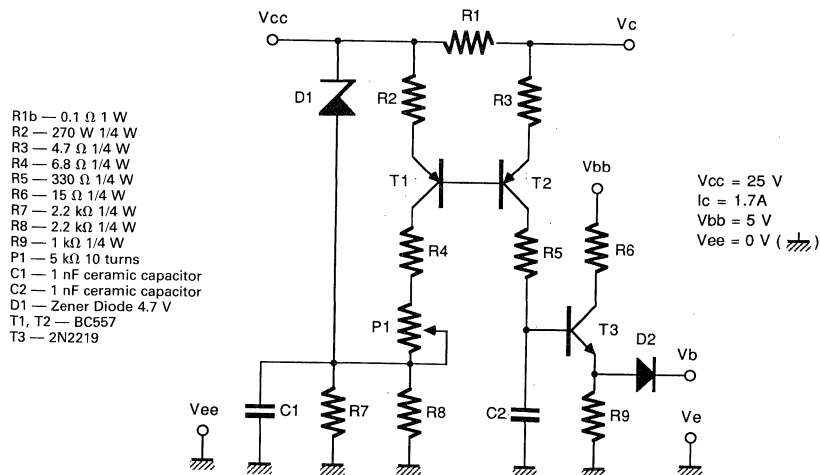 R1
Vcc
Vc
D1
R2
R3
R1b — 0.1 Ω 1 W
R2 — 270 W 1/4 W
R3 — 4.7 Ω 1/4 W
R4 — 6.8 Ω 1/4 W
R5 — 330 Ω 1/4 W
R6 — 15 Ω 1/4 W
R7 — 2.2 kΩ 1/4 W
R8 — 2.2 kΩ 1/4 W
R9 — 1 kΩ 1/4 W
P1 — 5 kΩ 10 turns
C1 — 1 nF ceramic capacitor
C2 — 1 nF ceramic capacitor
D1 — Zener Diode 4.7 V
T1, T2 — BC557
T3 — 2N2219
T1
T2
Vbb
Vcc = 25 V
Ic = 1.7A
Vbb = 5 V
Vee = 0 V ( )
R4
R5
R6
P1
T3
D2
Vb
Vee
C1
R7
R8
C2
R9
Ve